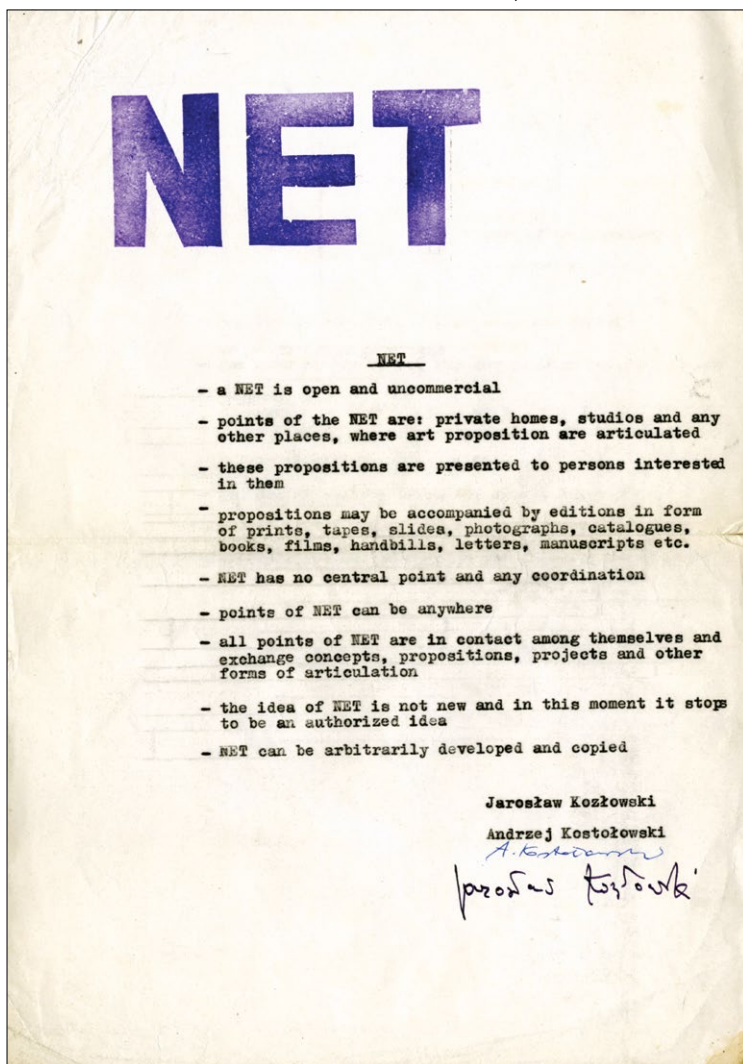 NET
NET
- a NET is open and uncommercial
- points of the NET are: private homes, studios and any
other places, where art proposition are articulated
- these propositions are presented to persons interested
in them
- propositions may be accompanied by editions in form
of prints, tapes, slides, photographs, catalogues,
books, films, handbills, letters, manuscripts etc.
- NET has no central point and any coordination
- points of NET can be anywhere
- all points of NET are in contact among themselves and
exchange concepts, propositions, projects and other
forms of articulation
- the idea of NET is not new and in this moment it stops
to be an authorized idea
- NET can be arbitrarily developed and copied
Jarosław Kozłowski
Andrzej Kostołowski
A. Kostołowski
Jarosław Kozłowski